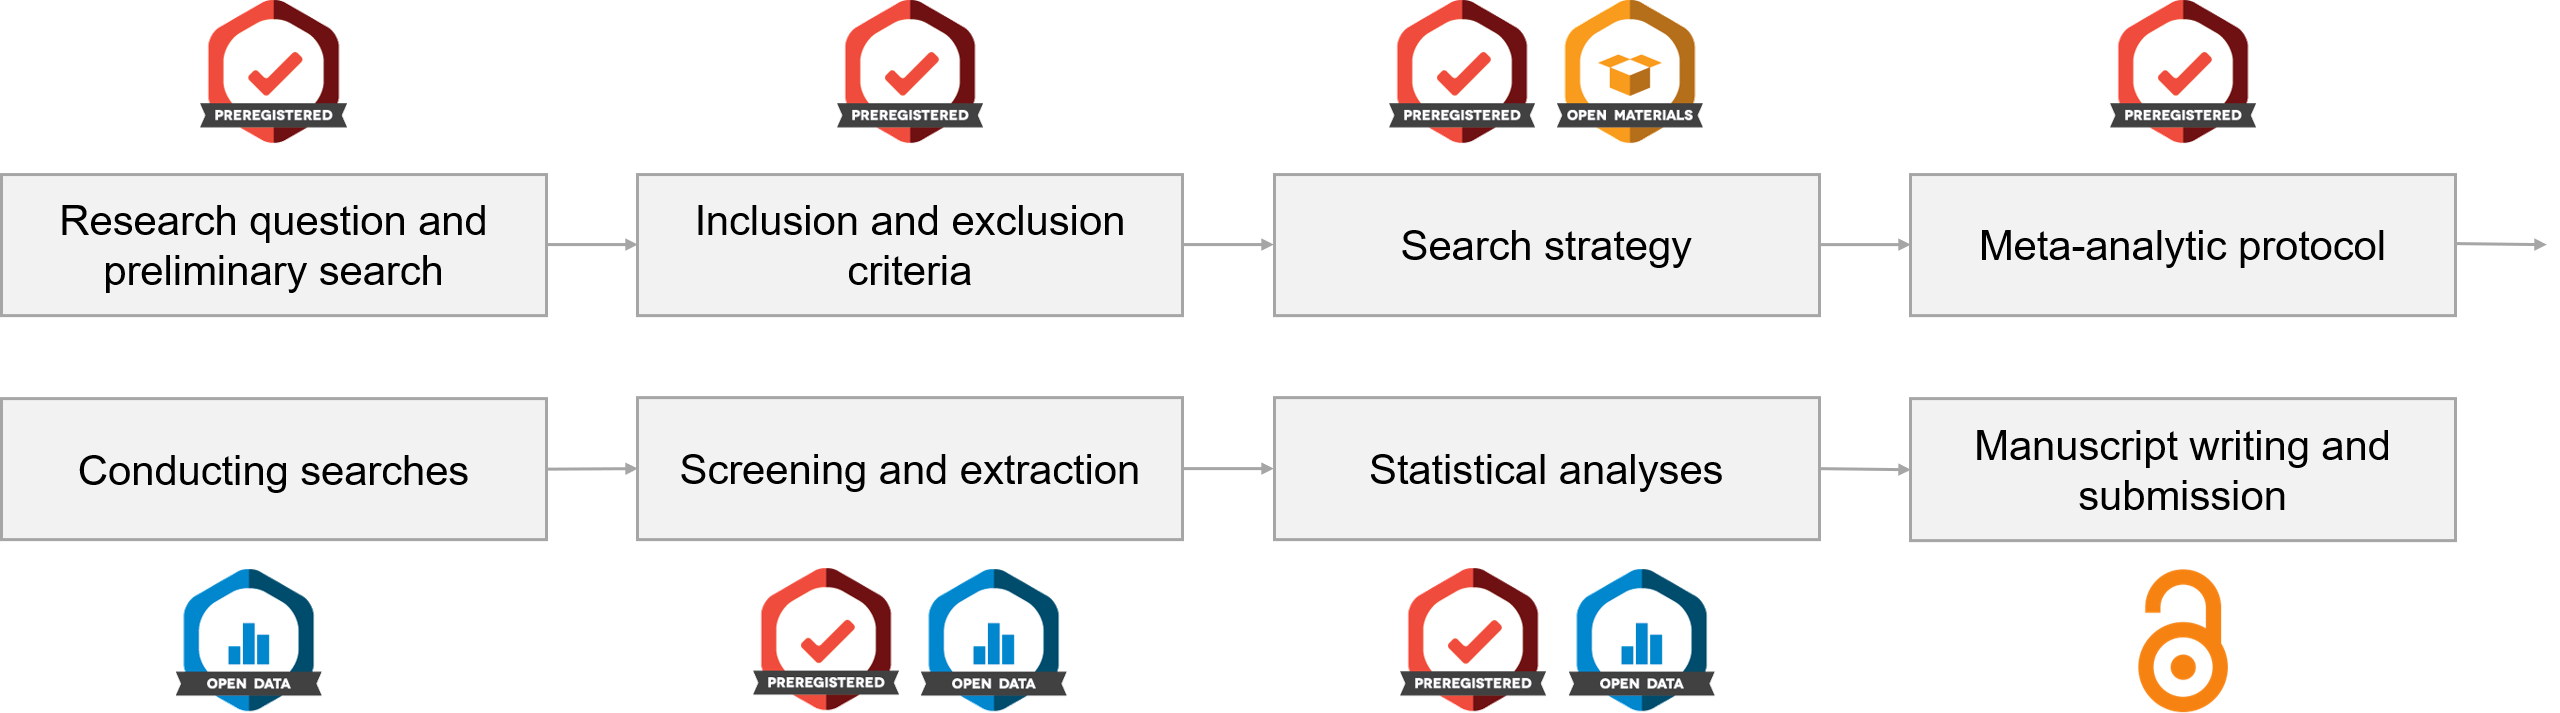 PREREGISTERED
PREREGISTERED
PREREGISTERED
OPEN MATERIALS
PREREGISTERED
Research question and
preliminary search
Inclusion and exclusion
criteria
Search strategy
Meta-analytic protocol
Conducting searches
Screening and extraction
Statistical analyses
Manuscript writing and
submission
OPEN DATA
PREREGISTERED
OPEN DATA
PREREGISTERED
OPEN DATA